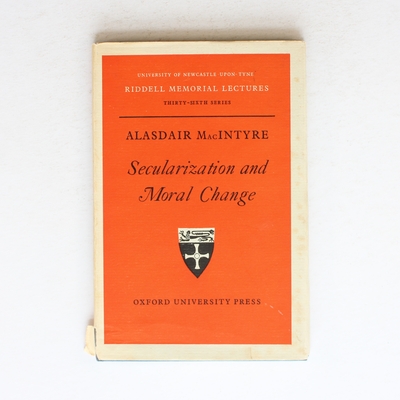 UNIVERSITY OF NEWCASTLE UPON TYNE
RIDDELL MEMORIAL LECTURES
THIRTY-SIXTH SERIES
ALASDAIR MACINTYRE
Secularization and
Moral Change
OXFORD UNIVERSITY PRESS